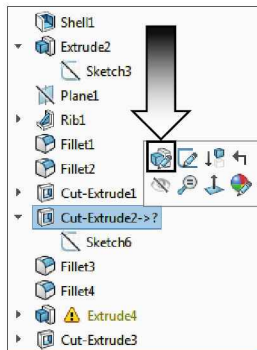 Shell1
Extrude2
Sketch3
Plane1
Rib1
Fillet1
Fillet2
Cut-Extrude1
Cut-Extrude2->?
Sketch6
Fillet3
Fillet4
Extrude4
Cut-Extrude3